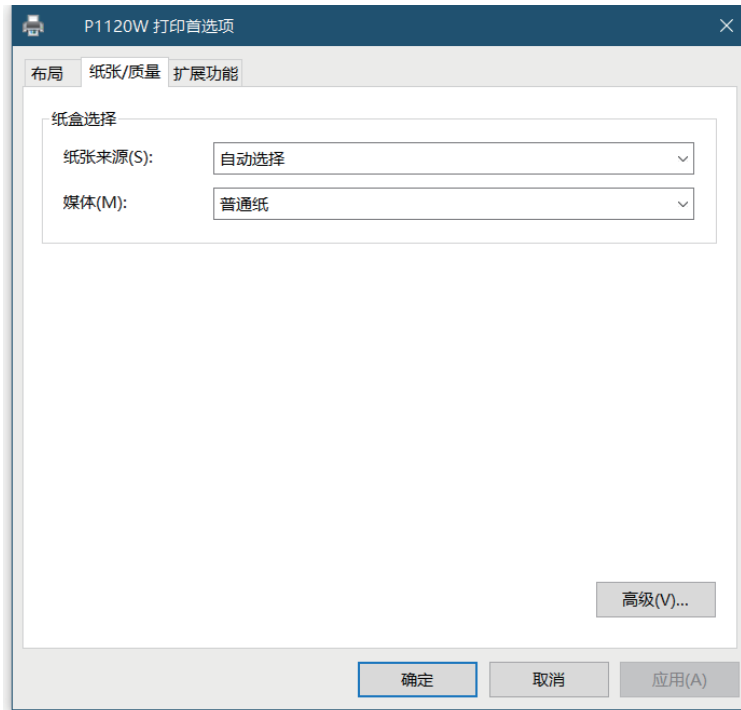 P1120W 打印首选项
布局 纸张/质量 扩展功能
纸盒选择
纸张来源(S): 自动选择
媒体(M): 普通纸
高级(V)...
确定 取消 应用(A)